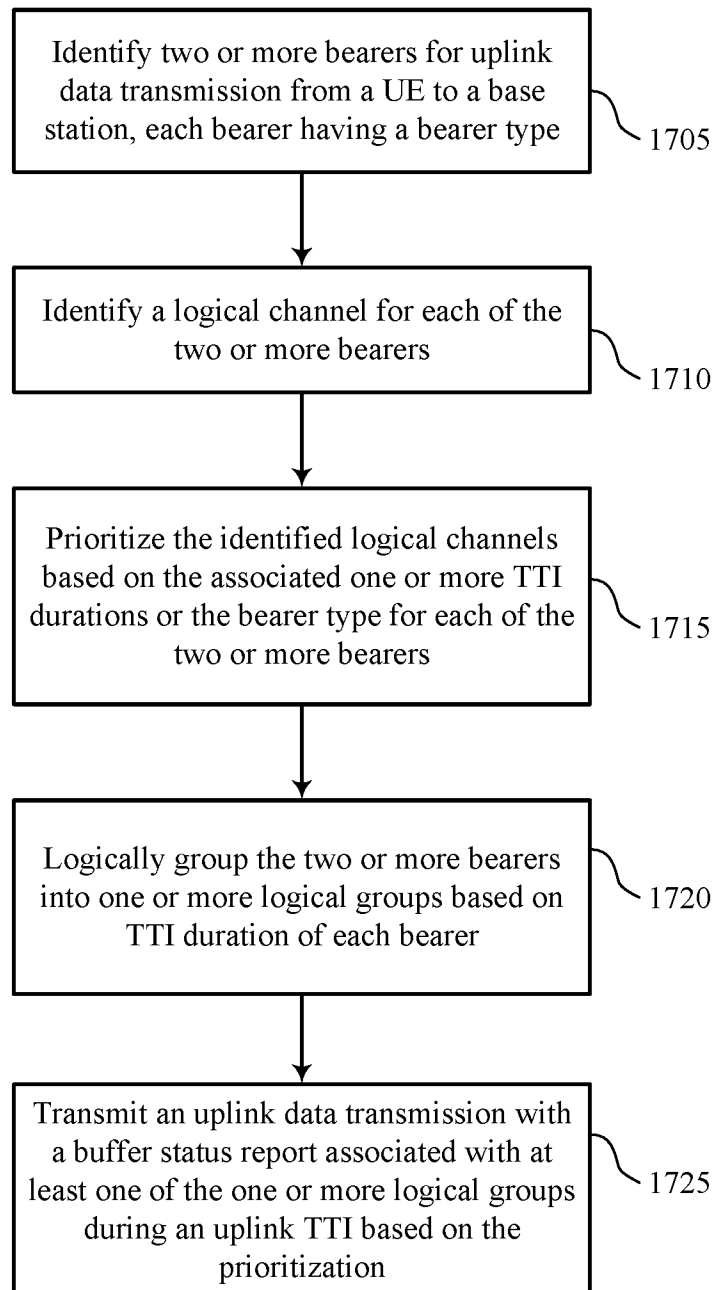 Identify two or more bearers for uplink
data transmission from a UE to a base
station, each bearer having a bearer type
1705
Identify a logical channel for each of the
two or more bearers
1710
Prioritize the identified logical channels
based on the associated one or more TTI
durations or the bearer type for each of the
two or more bearers
1715
Logically group the two or more bearers
into one or more logical groups based on
TTI duration of each bearer
1720
Transmit an uplink data transmission with
a buffer status report associated with at
least one of the one or more logical groups
during an uplink TTI based on the
prioritization
1725